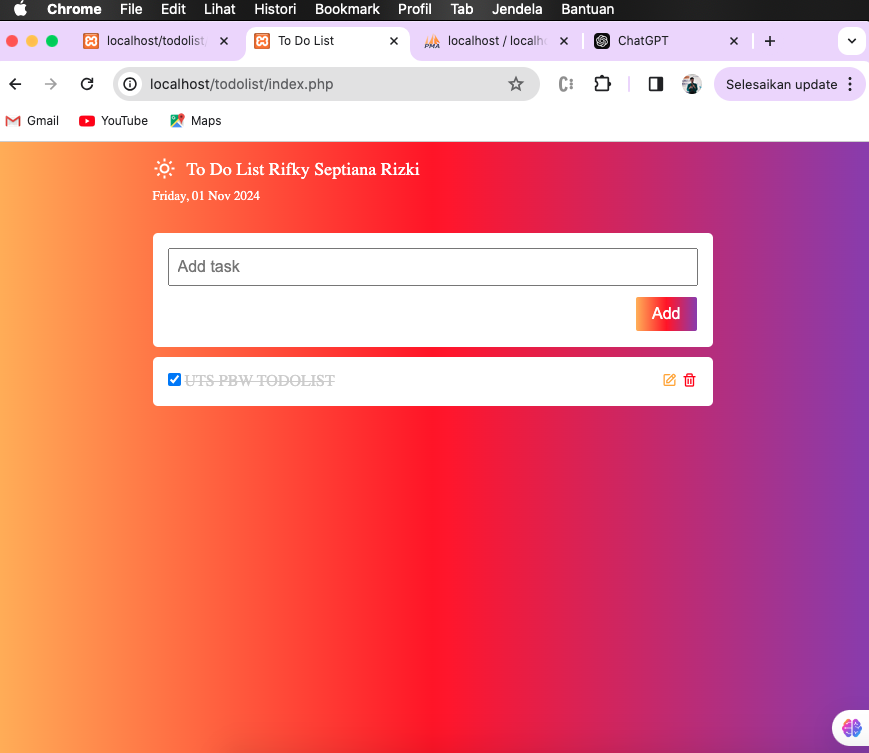 Chrome File Edit Lihat Histori Bookmark Profil Tab Jendela Bantuan
localhost/todolist/ To Do List localhost / localho ChatGPT
localhost/todolist/index.php Selesaikan update
Gmail YouTube Maps
To Do List Rifky Septiana Rizki
Friday, 01 Nov 2024
Add task
Add
UTS PBW TODOLIST